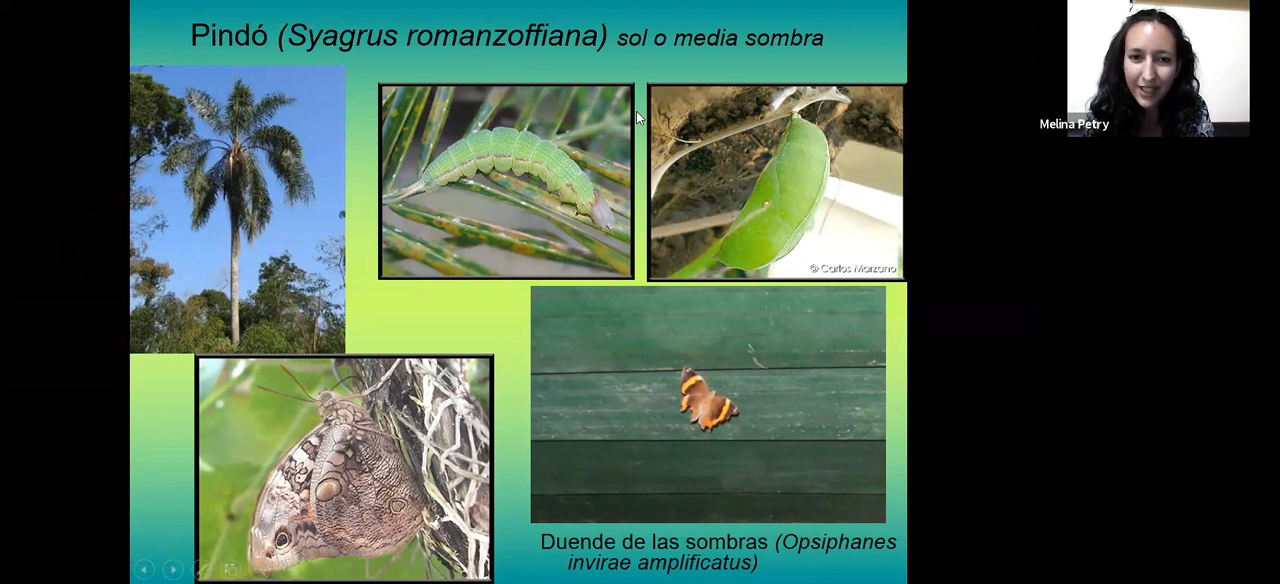 Pindó (Syagrus romanzoffiana) sol o media sombra
Melina Petry
© Carlos Marzano
Duende de las sombras (Opsiphanes
invirae amplificatus)